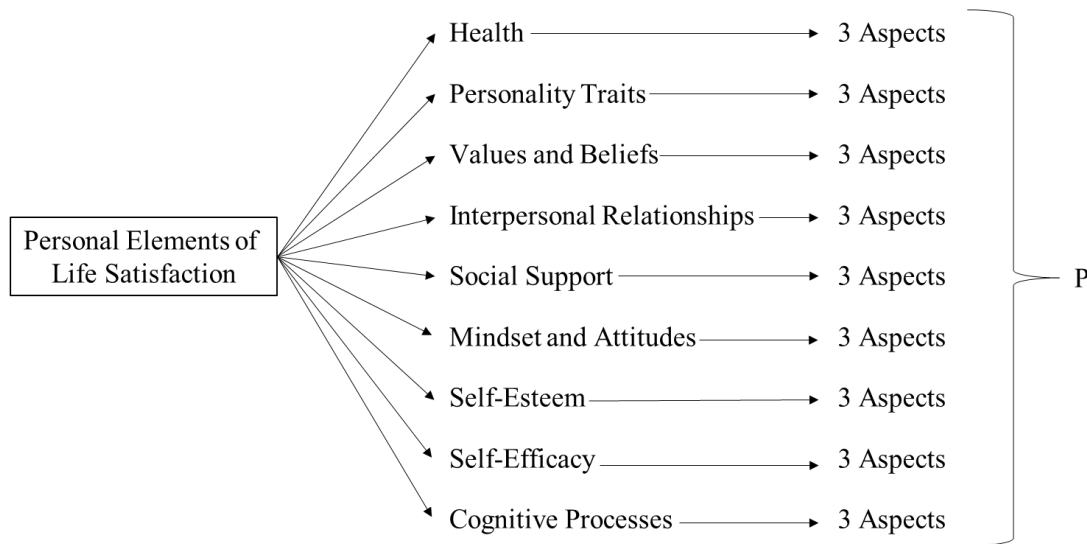 Health 3 Aspects
Personality Traits 3 Aspects
Values and Beliefs 3 Aspects
Interpersonal Relationships 3 Aspects
Personal Elements of
Life Satisfaction
Social Support 3 Aspects
P
Mindset and Attitudes 3 Aspects
Self-Esteem 3 Aspects
Self-Efficacy 3 Aspects
Cognitive Processes 3 Aspects